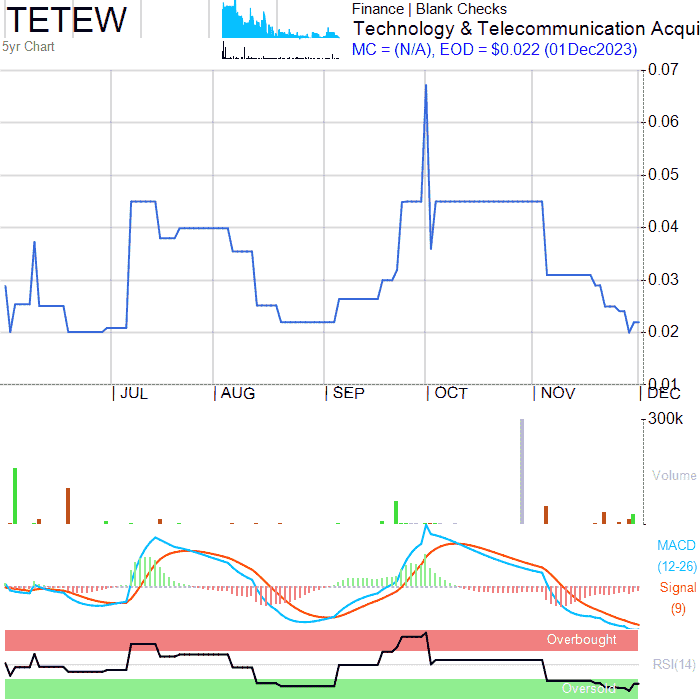 TETEW
5yr Chart
Finance | Blank Checks
Technology & Telecommunication Acqui
MC = (N/A), EOD = $0.022 (01Dec2023)
0.07
0.06
0.05
0.04
0.03
0.02
0.01
JUL AUG SEP OCT NOV DEC
300k
Volume
MACD
(12-26)
Signal
(9)
Overbought
RSI(14)
Oversold